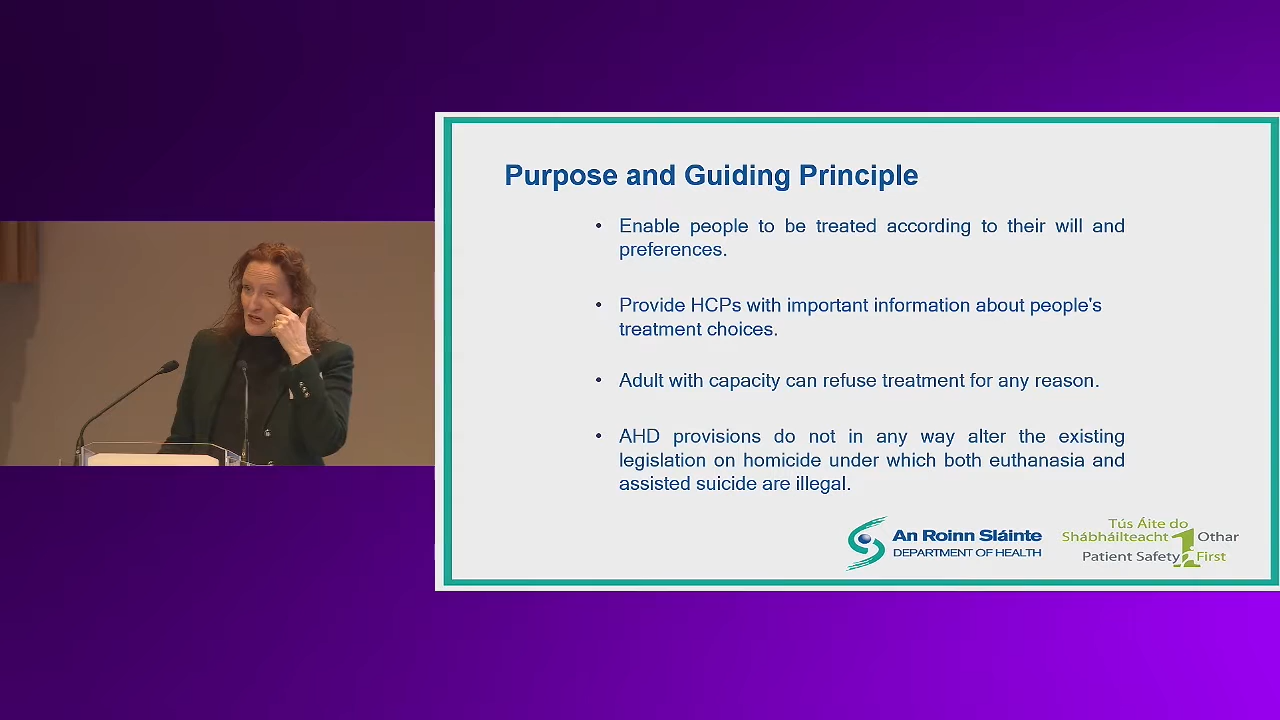 Purpose and Guiding Principle
• Enable people to be treated according to their will and
preferences.
• Provide HCPs with important information about people's
treatment choices.
• Adult with capacity can refuse treatment for any reason.
• AHD provisions do not in any way alter the existing
legislation on homicide under which both euthanasia and
assisted suicide are illegal.
An Roinn Sláinte
DEPARTMENT OF HEALTH
Tús Áite do
Shábháilteacht 1 Othar
Patient Safety First